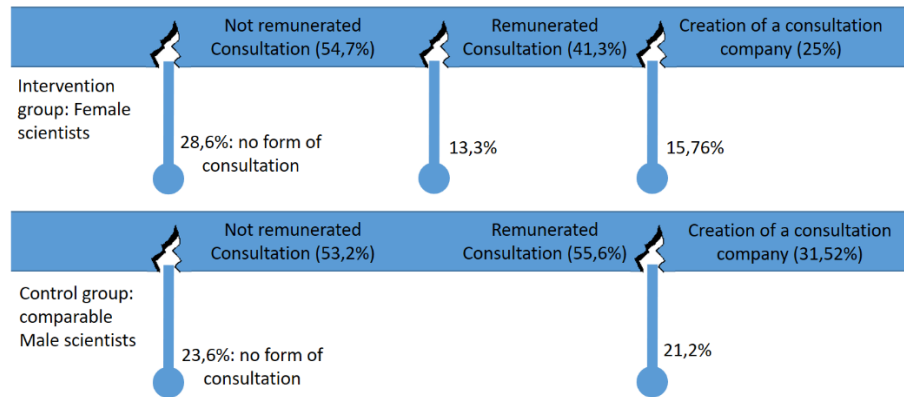 Not remunerated
Consultation (54,7%)
Remunerated
Consultation (41,3%)
Creation of a consultation
company (25%)
Intervention
group: Female
scientists
28,6%: no form of
consultation
13,3%
15,76%
Not remunerated
Consultation (53,2%)
Remunerated
Consultation (55,6%)
Creation of a consultation
company (31,52%)
Control group:
comparable
Male scientists
23,6%: no form of
consultation
21,2%